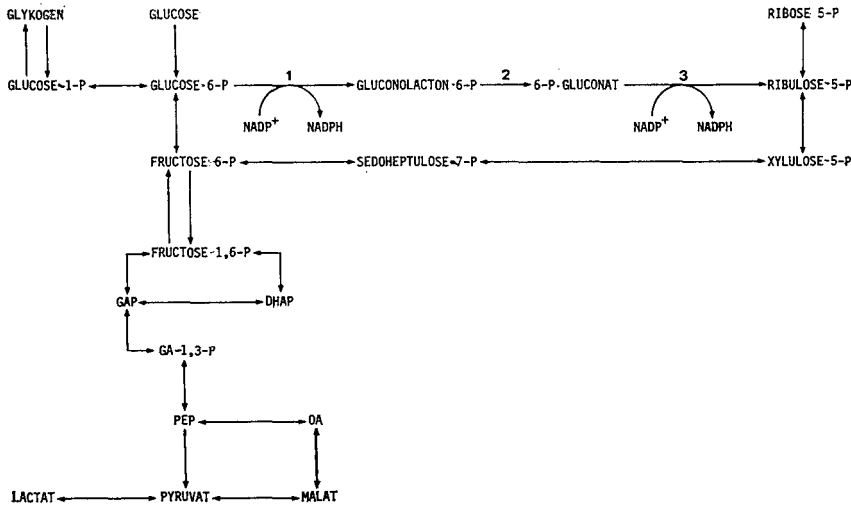 GLYKOGEN GLUCOSE RIBOSE 5-P
1 2 3
GLUCOSE-1-P GLUCOSE-6-P GLUCONOLACTON-6-P 6-P-GLUCONAT RIBULOSE-5-P
NADP+ NADPH NADP+ NADPH
FRUCTOSE-6-P SEDOHEPTULOSE-7-P XYLULOSE-5-P
FRUCTOSE-1,6-P
GAP DHAP
GA-1,3-P
PEP OA
LACTAT PYRUVAT MALAT